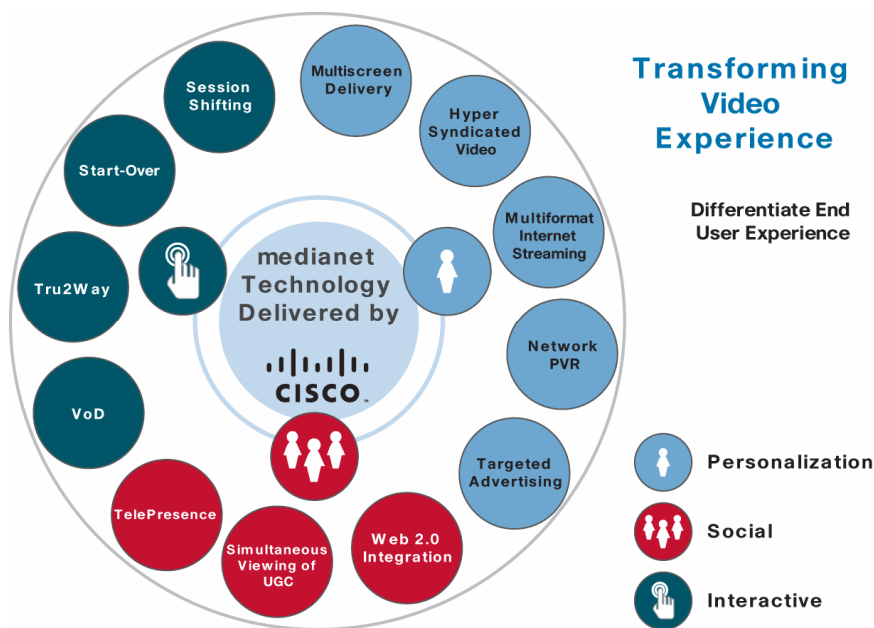 Transforming
Video
Experience
Differentiate End
User Experience
Multiscreen
Delivery
Hyper
Syndicated
Video
Multiformat
Internet
Streaming
Network
PVR
Targeted
Advertising
Web 2.0
Integration
Simultaneous
Viewing of
UGC
TelePresence
VoD
Tru2Way
Start-Over
Session
Shifting
medianet
Technology
Delivered by
CISCO™
Personalization
Social
Interactive